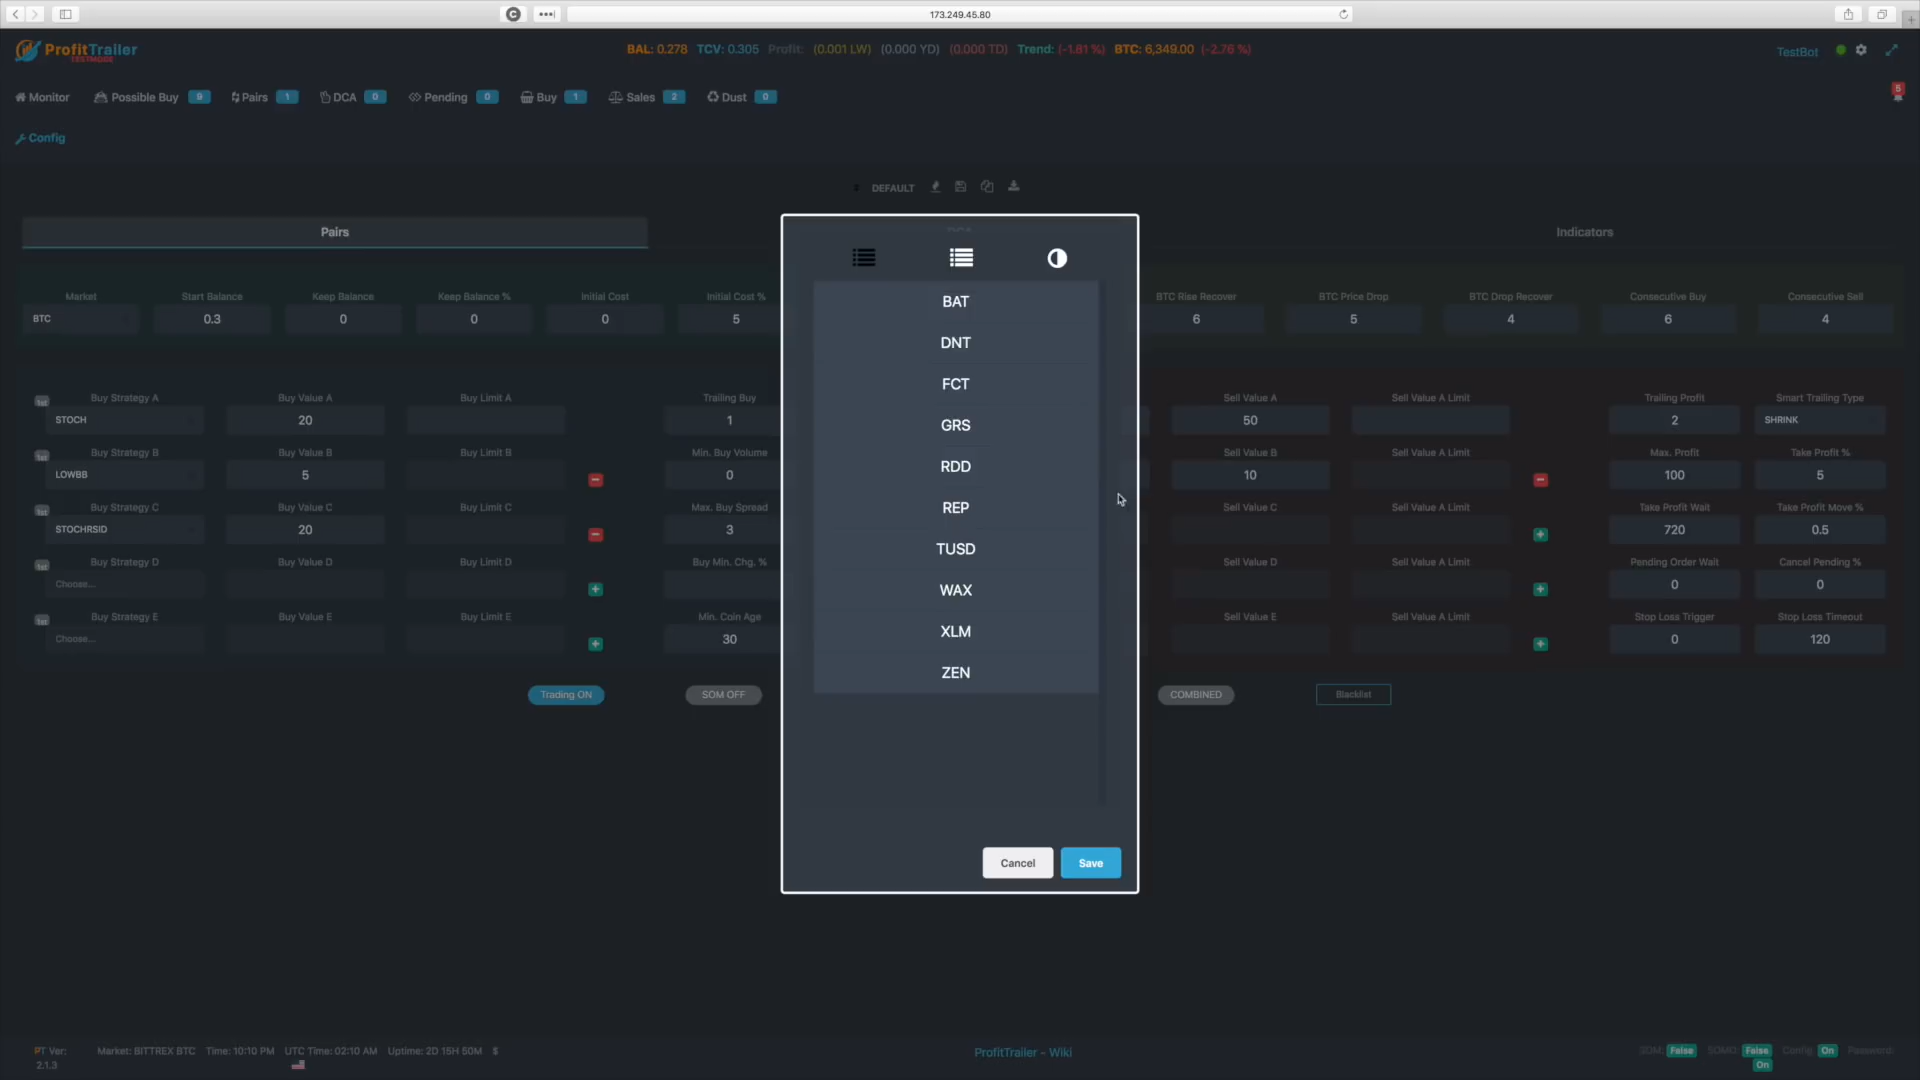 173.249.45.80
ProfitTrailer
TESTMODE
BAL: 0.278 TCV: 0.305 Profit: (0.001 LW) (0.000 YD) (0.000 TD) Trend: (-1.81 %) BTC: 6,349.00 (-2.76 %)
TestBot
Monitor Possible Buy 9 Pairs 1 DCA 0 Pending 0 Buy 1 Sales 2 Dust 0
5
Config
DEFAULT
Pairs
DCA
Indicators
Market Start Balance Keep Balance Keep Balance % Initial Cost Initial Cost % BTC Rise Recover BTC Price Drop BTC Drop Recover Consecutive Buy Consecutive Sell
BTC 0.3 0 0 0 5 6 5 4 6 4
Buy Strategy A Buy Value A Buy Limit A Trailing Buy Sell Value A Sell Value A Limit Trailing Profit Smart Trailing Type
STOCH 20 1 50 2 SHRINK
Buy Strategy B Buy Value B Buy Limit B Min. Buy Volume Sell Value B Sell Value A Limit Max. Profit Take Profit %
LOWBB 5 0 10 100 5
Buy Strategy C Buy Value C Buy Limit C Max. Buy Spread Sell Value C Sell Value A Limit Take Profit Wait Take Profit Move %
STOCHRSID 20 3 720 0.5
Buy Strategy D Buy Value D Buy Limit D Buy Min. Chg. % Sell Value D Sell Value A Limit Pending Order Wait Cancel Pending %
Choose... 0 0
Buy Strategy E Buy Value E Buy Limit E Min. Coin Age Sell Value E Sell Value A Limit Stop Loss Trigger Stop Loss Timeout
Choose... 30 0 120
Trading ON SOM OFF COMBINED Blacklist
BAT
DNT
FCT
GRS
RDD
REP
TUSD
WAX
XLM
ZEN
Cancel Save
PT Ver: Market: BITTREX BTC Time: 10:10 PM UTC Time: 02:10 AM Uptime: 2D 15H 50M $
2.1.3
ProfitTrailer - Wiki
False SOMO: False Config: On Password:
On